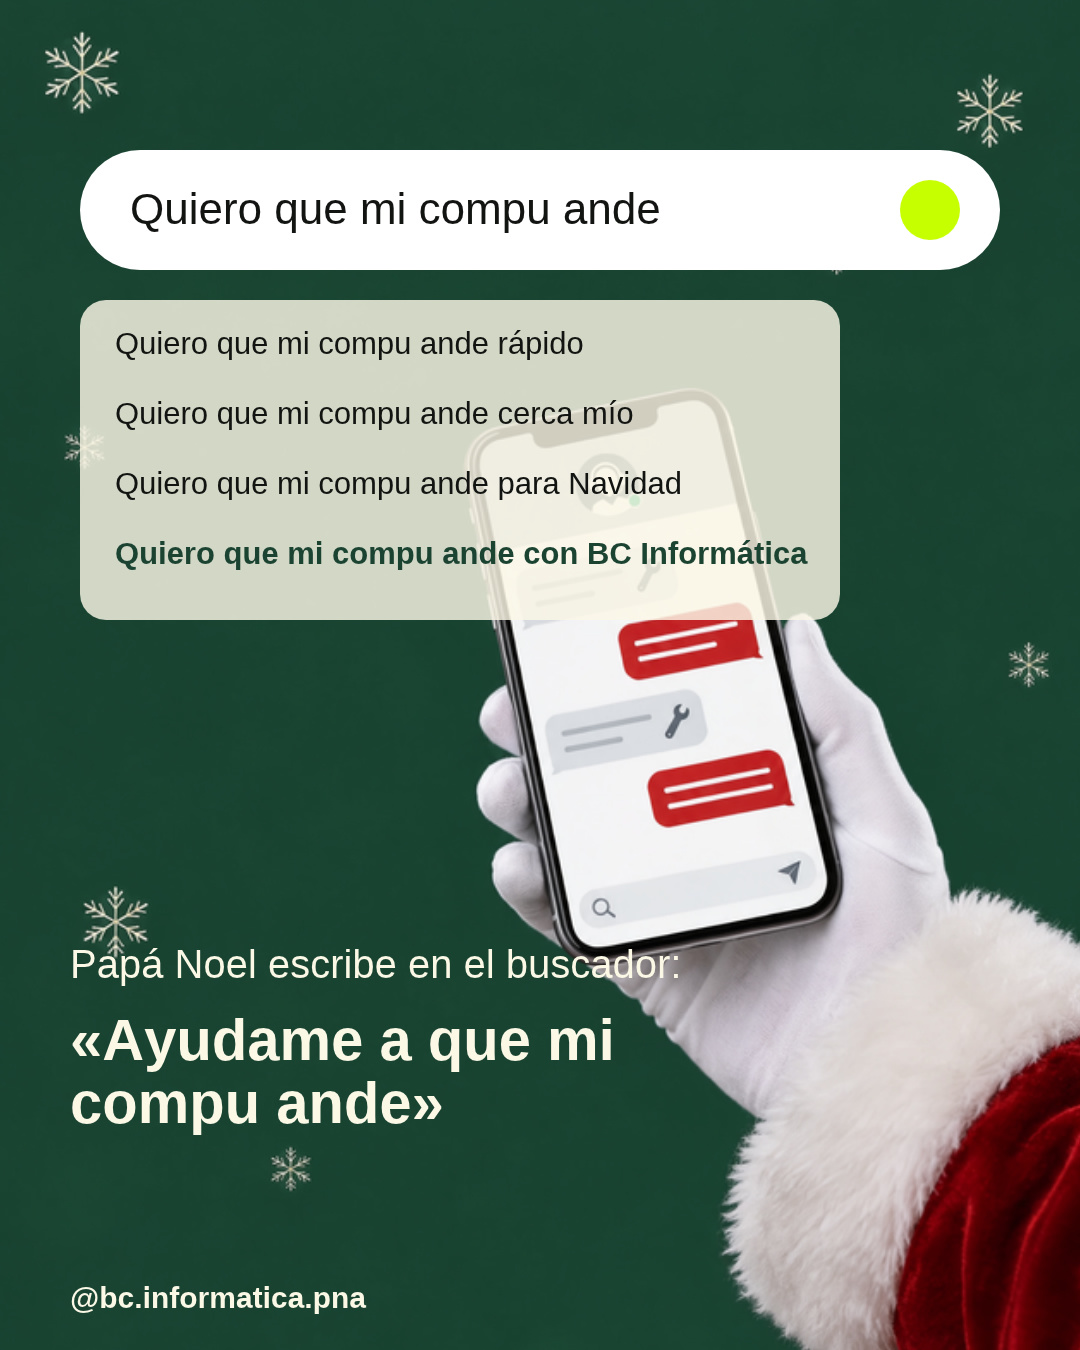 Quiero que mi compu ande
Quiero que mi compu ande rápido
Quiero que mi compu ande cerca mío
Quiero que mi compu ande para Navidad
Quiero que mi compu ande con BC Informática
Papá Noel escribe en el buscador:
«Ayudame a que mi
compu ande»
@bc.informatica.pna